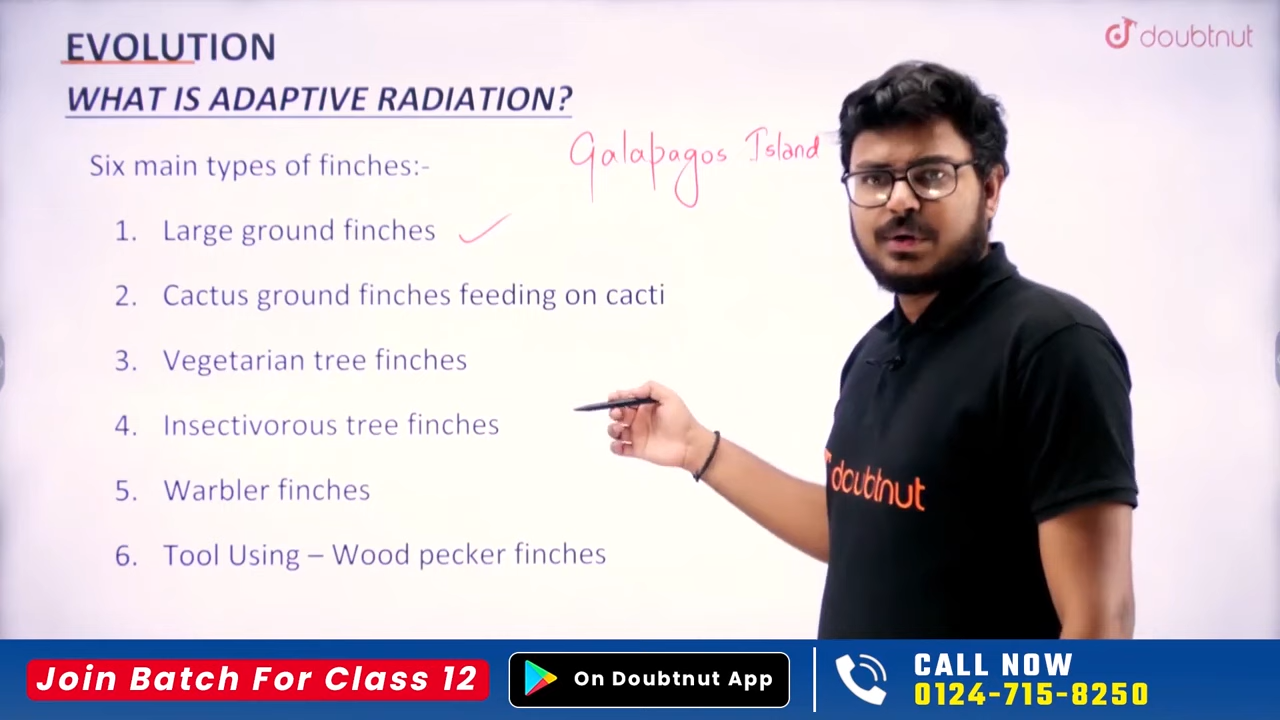 EVOLUTION
doubtnut
WHAT IS ADAPTIVE RADIATION?
Galapagos Island
Six main types of finches:-
1. Large ground finches
2. Cactus ground finches feeding on cacti
3. Vegetarian tree finches
4. Insectivorous tree finches
5. Warbler finches
6. Tool Using – Wood pecker finches
doubtnut
Join Batch For Class 12
On Doubtnut App
CALL NOW
0124-715-8250